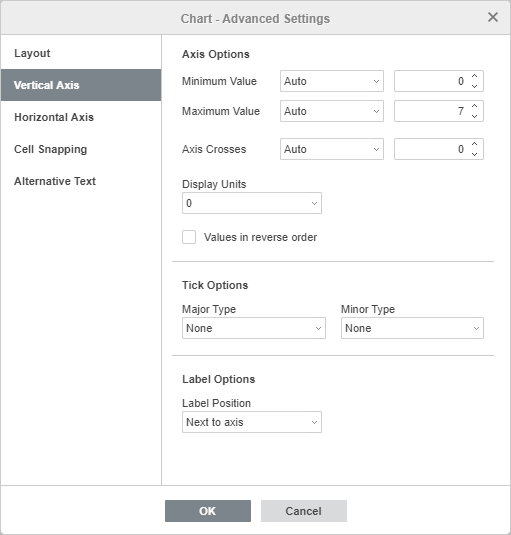 Chart - Advanced Settings
Layout
Vertical Axis
Horizontal Axis
Cell Snapping
Alternative Text
Axis Options
Minimum Value Auto 0
Maximum Value Auto 7
Axis Crosses Auto 0
Display Units
0
Values in reverse order
Tick Options
Major Type Minor Type
None None
Label Options
Label Position
Next to axis
OK Cancel